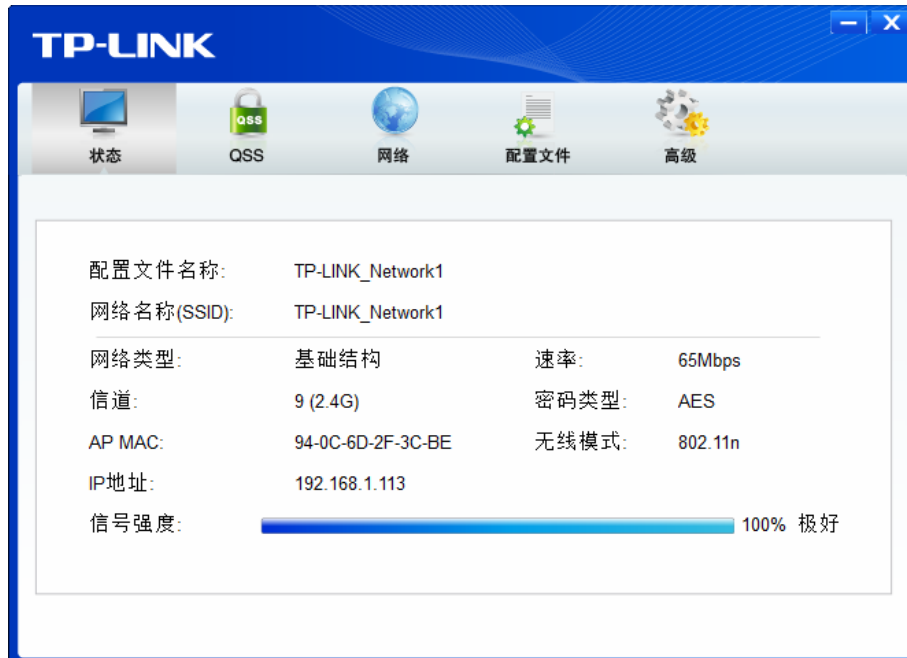 TP-LINK
QSS
状态 QSS 网络 配置文件 高级
配置文件名称: TP-LINK_Network1
网络名称(SSID): TP-LINK_Network1
网络类型: 基础结构 速率: 65Mbps
信道: 9 (2.4G) 密码类型: AES
AP MAC: 94-0C-6D-2F-3C-BE 无线模式: 802.11n
IP地址: 192.168.1.113
信号强度: 100% 极好